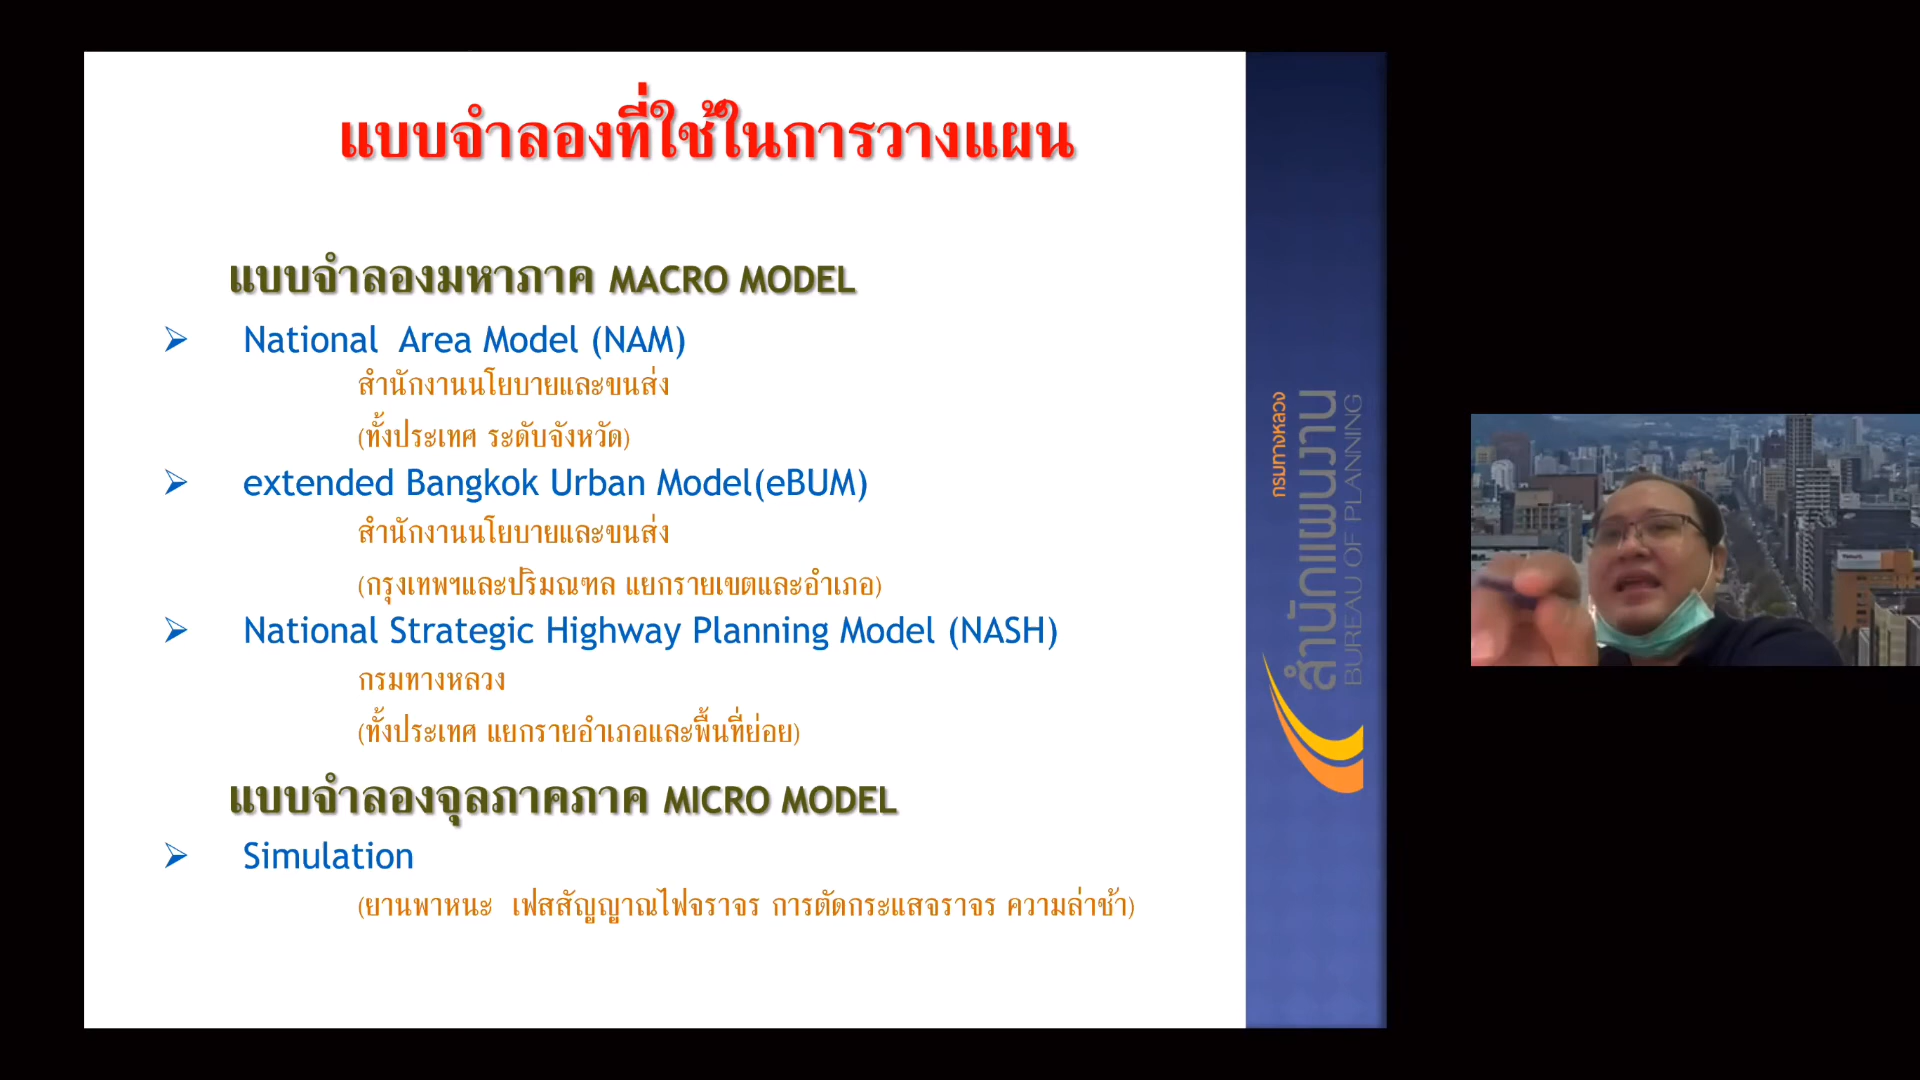 แบบจำลองที่ใช้ในการวางแผน
แบบจำลองมหาภาค MACRO MODEL
➢ National Area Model (NAM)
สำนักงานนโยบายและขนส่ง
(ทั้งประเทศ ระดับจังหวัด)
➢ extended Bangkok Urban Model(eBUM)
สำนักงานนโยบายและขนส่ง
(กรุงเทพฯและปริมณฑล แยกรายเขตและอำเภอ)
➢ National Strategic Highway Planning Model (NASH)
กรมทางหลวง
(ทั้งประเทศ แยกรายอำเภอและพื้นที่ย่อย)
แบบจำลองจุลภาคภาค MICRO MODEL
➢ Simulation
(ยานพาหนะ เฟสสัญญาณไฟจราจร การตัดกระแสจราจร ความล่าช้า)
กรมทางหลวง
สำนักแผนงาน
BUREAU OF PLANNING